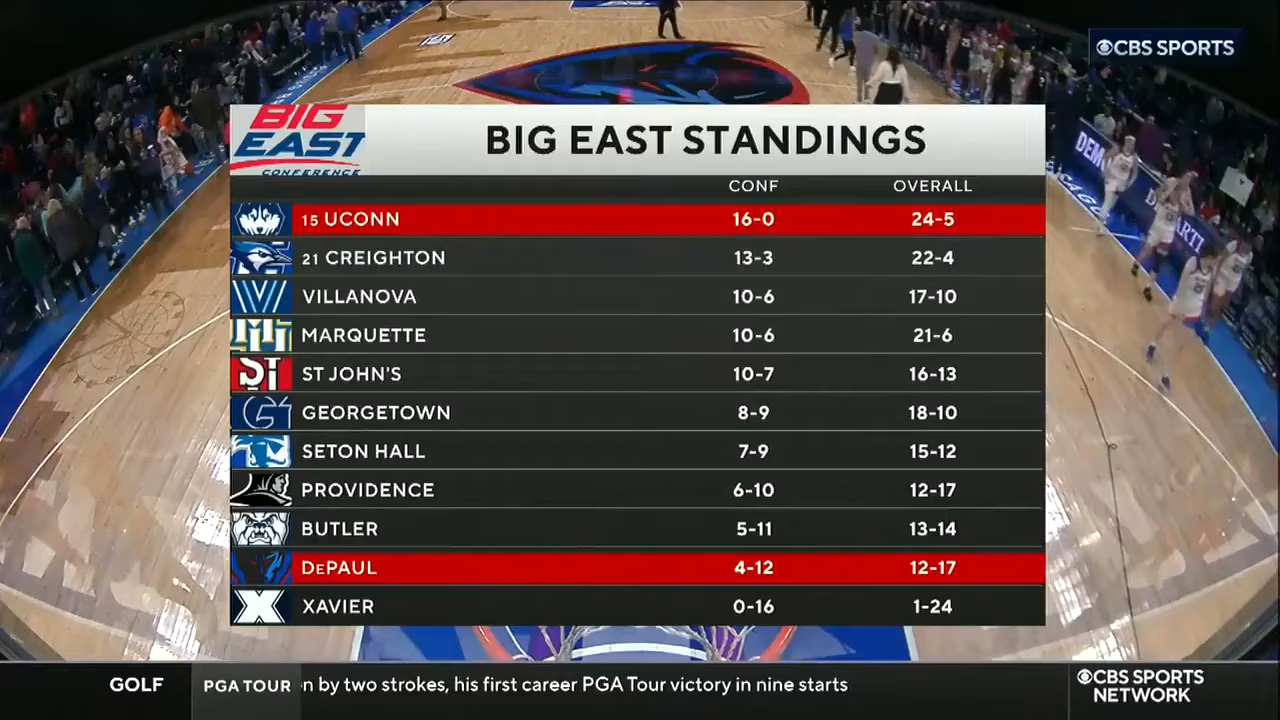 CBS SPORTS
BIG EAST CONFERENCE
BIG EAST STANDINGS
CONF OVERALL
15 UCONN 16-0 24-5
21 CREIGHTON 13-3 22-4
VILLANOVA 10-6 17-10
MARQUETTE 10-6 21-6
ST JOHN'S 10-7 16-13
GEORGETOWN 8-9 18-10
SETON HALL 7-9 15-12
PROVIDENCE 6-10 12-17
BUTLER 5-11 13-14
DEPAUL 4-12 12-17
XAVIER 0-16 1-24
GOLF PGA TOUR n by two strokes, his first career PGA Tour victory in nine starts
CBS SPORTS
NETWORK